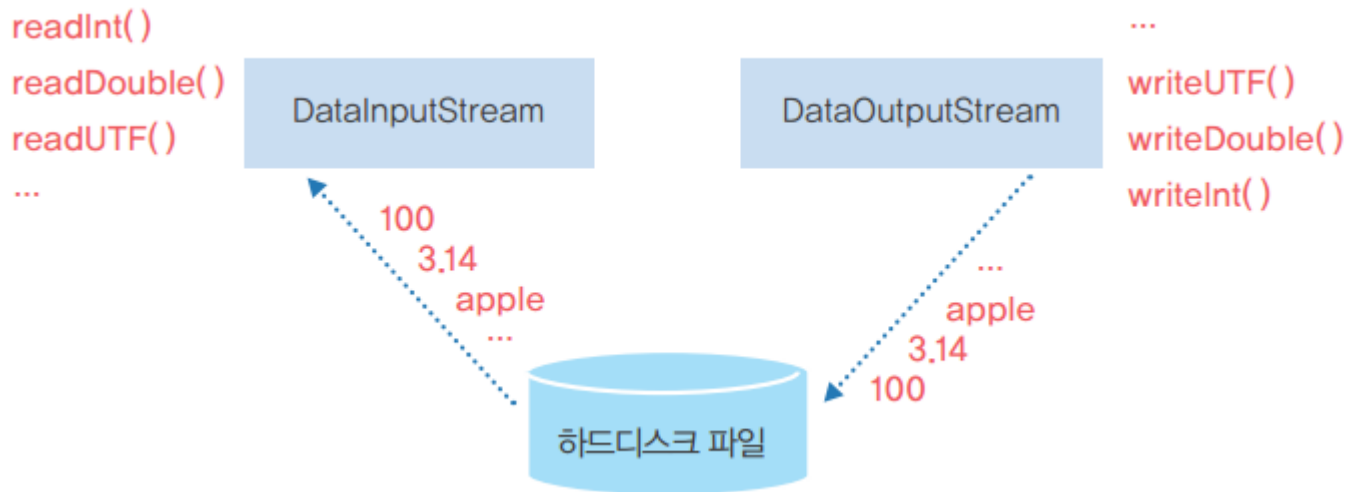 readInt()
readDouble()
readUTF()
...
DataInputStream
100
3.14
apple
...
DataOutputStream
...
writeUTF()
writeDouble()
writeInt()
...
apple
3.14
100
하드디스크 파일